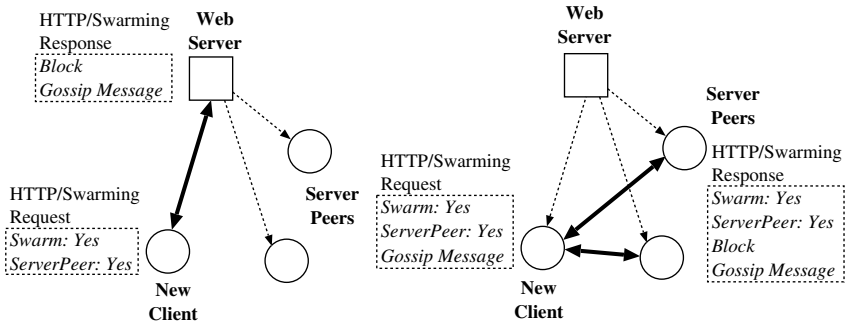 HTTP/Swarming
Response
Block
Gossip Message
Web
Server
HTTP/Swarming
Request
Swarm: Yes
ServerPeer: Yes
New
Client
Server
Peers
Web
Server
Server
Peers
HTTP/Swarming
Request
Swarm: Yes
ServerPeer: Yes
Gossip Message
New
Client
HTTP/Swarming
Response
Swarm: Yes
ServerPeer: Yes
Block
Gossip Message